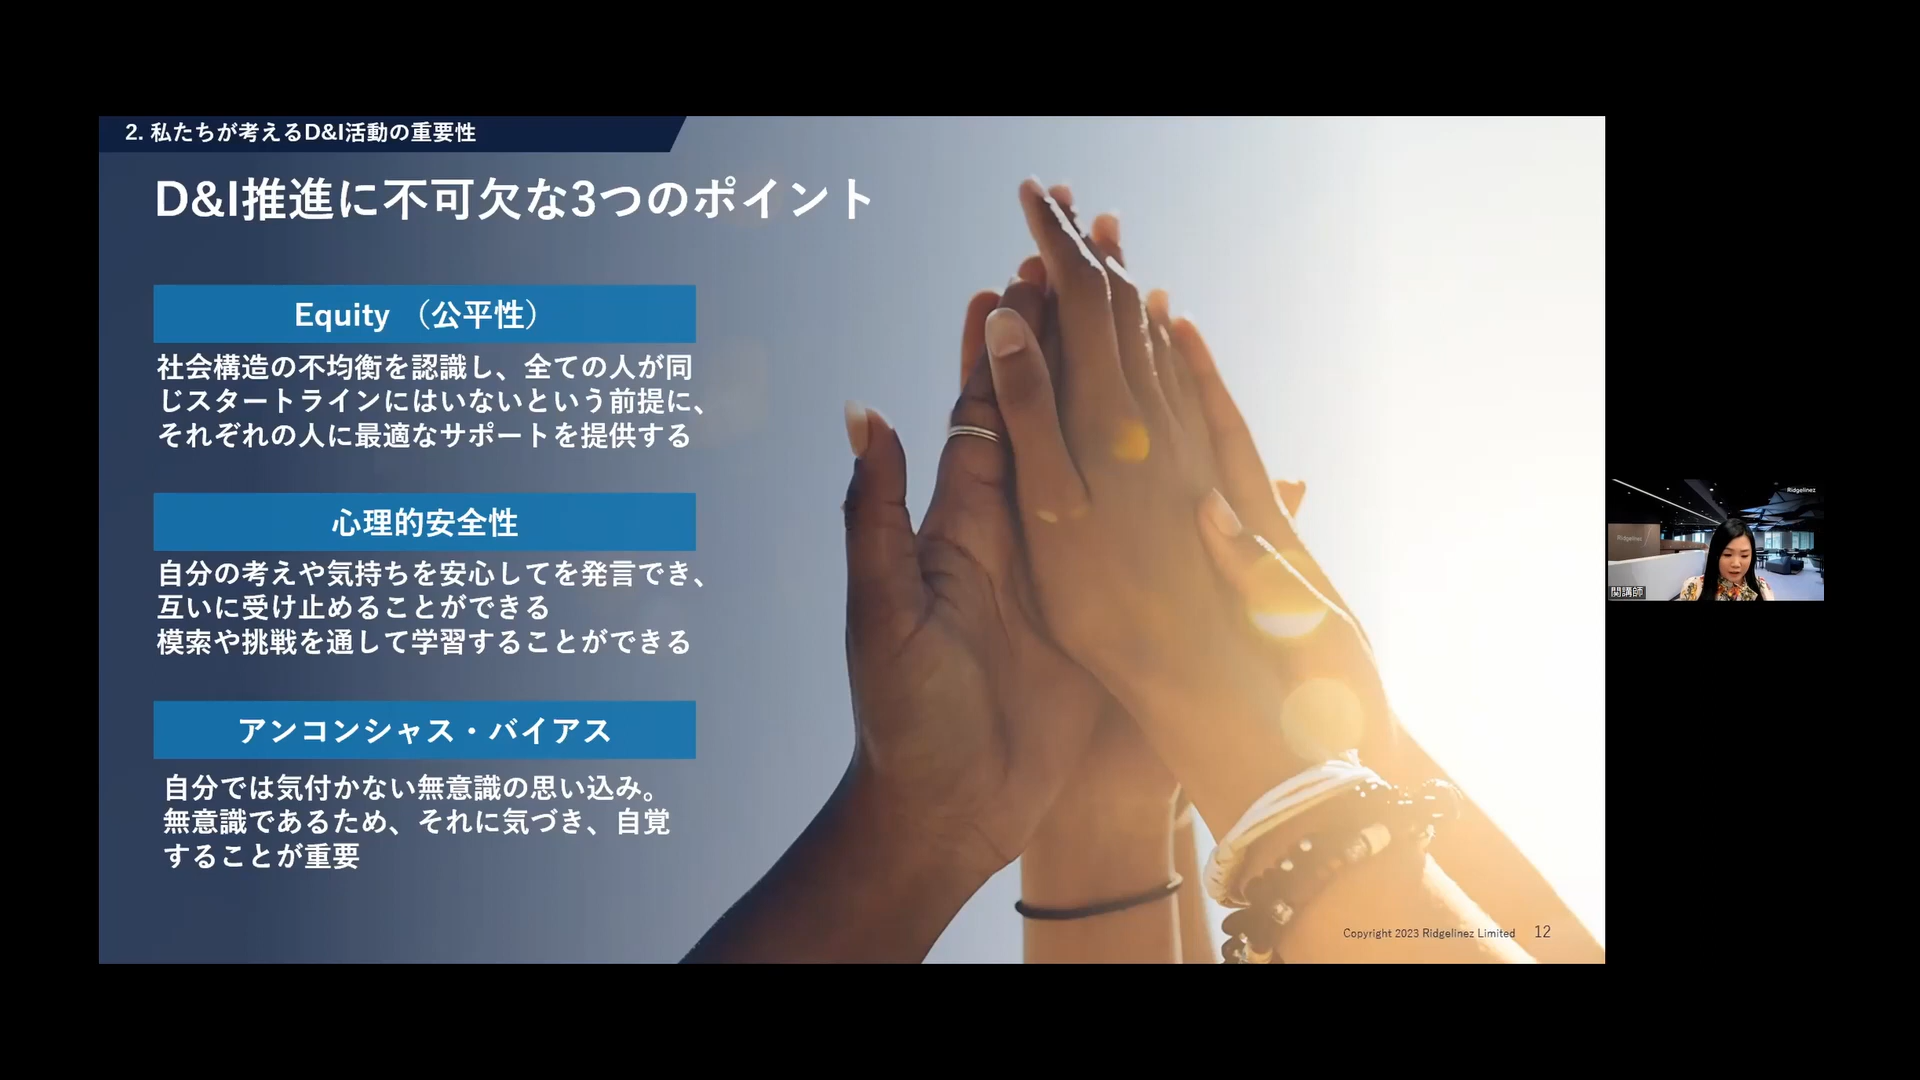 2. 私たちが考えるD&I活動の重要性
D&I推進に不可欠な3つのポイント
Equity （公平性）
社会構造の不均衡を認識し、全ての人が同
じスタートラインにはいないという前提に、
それぞれの人に最適なサポートを提供する
心理的安全性
自分の考えや気持ちを安心してを発言でき、
互いに受け止めることができる
模索や挑戦を通して学習することができる
アンコンシャス・バイアス
自分では気付かない無意識の思い込み。
無意識であるため、それに気づき、自覚
することが重要
Copyright 2023 Ridgelinez Limited 12
Ridgelinez
Ridgelinez
関講師